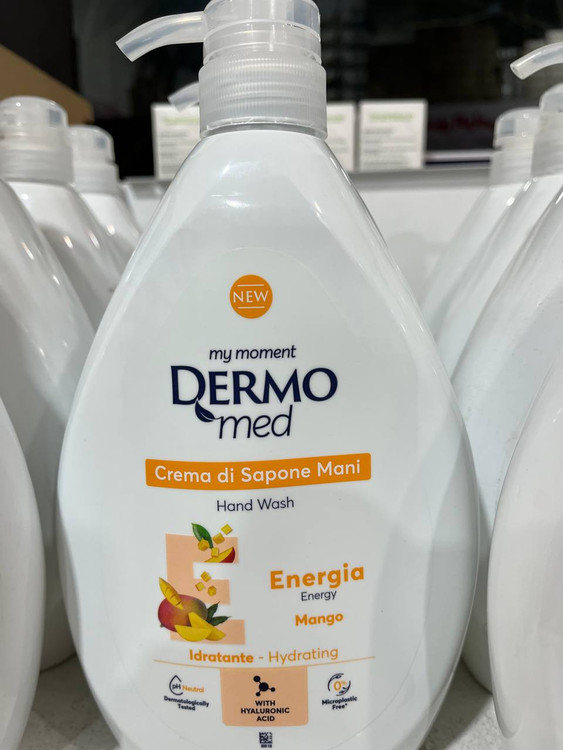 NEW
my moment
DERMO
med
Crema di Sapone Mani
Hand Wash
Energia
Energy
Mango
Idratante - Hydrating
pH Neutral
Dermatologically
Tested
WITH
HYALURONIC
ACID
0%
Microplastic
Free*